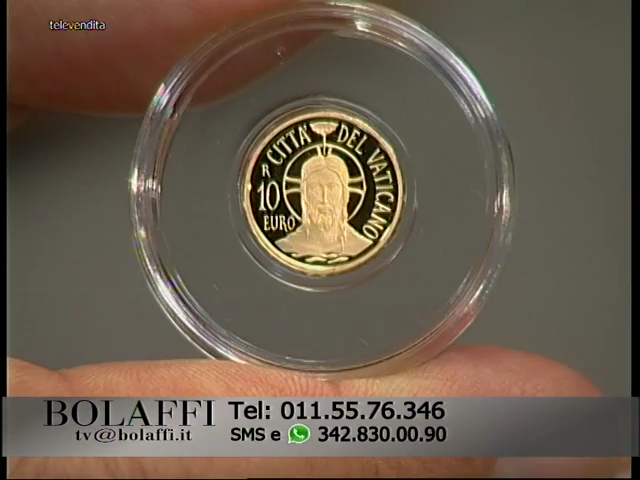 televendita
CITTÀ DEL VATICANO
R
10
EURO
BOLAFFI
tv@bolaffi.it
Tel: 011.55.76.346
SMS e 342.830.00.90